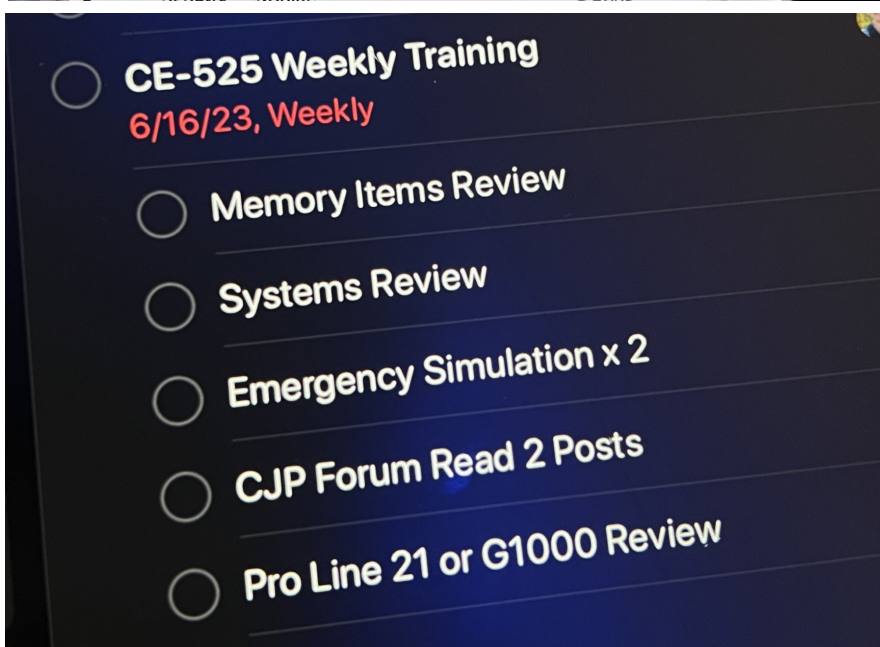 CE-525 Weekly Training
6/16/23, Weekly
Memory Items Review
Systems Review
Emergency Simulation x 2
CJP Forum Read 2 Posts
Pro Line 21 or G1000 Review